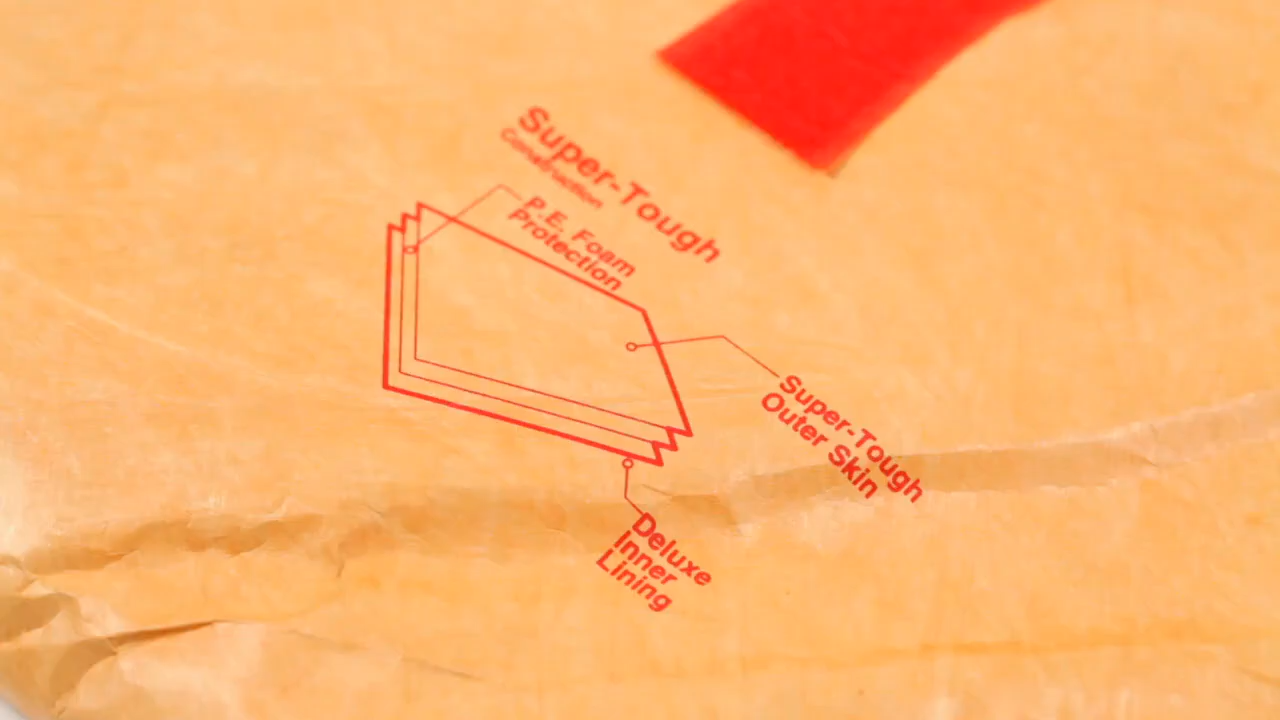 Super-Tough
Construction
P.E. Foam
Protection
Super-Tough
Outer Skin
Deluxe
Inner
Lining